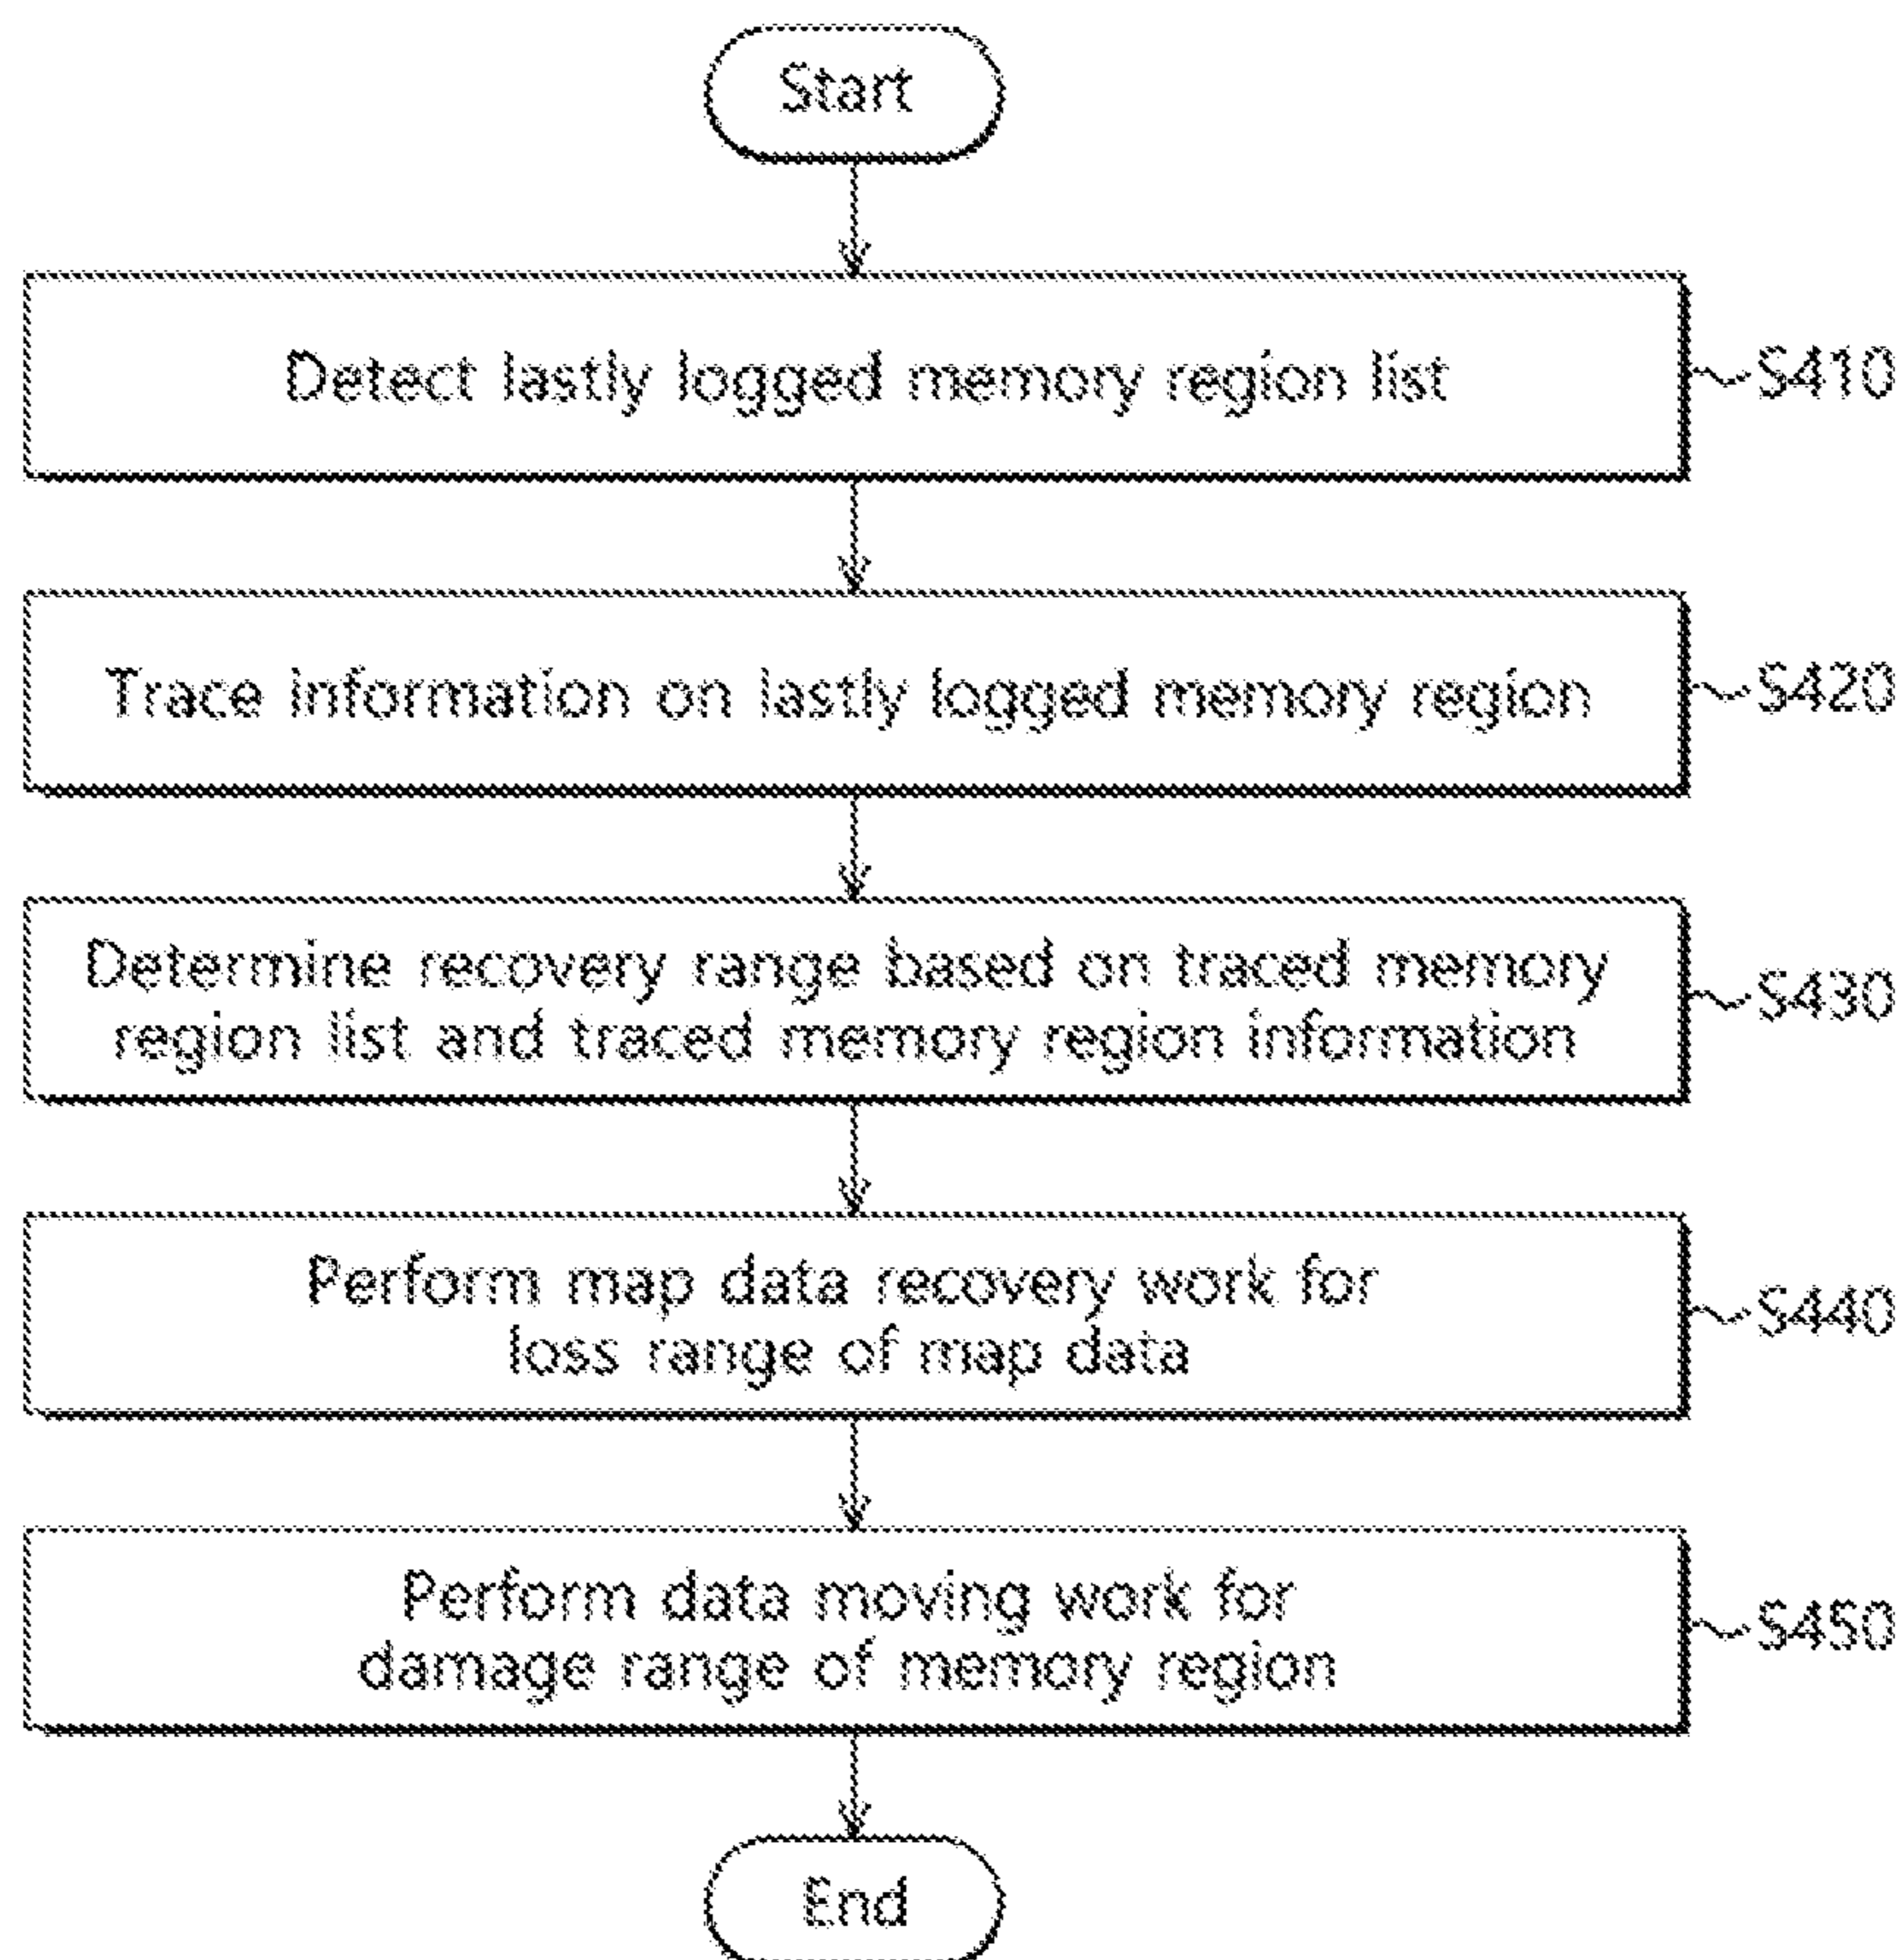 Start
Detect lastly logged memory region list
S410
Trace information on lastly logged memory region
S420
Determine recovery range based on traced memory
region list and traced memory region information
S430
Perform map data recovery work for
loss range of map data
S440
Perform data moving work for
damage range of memory region
S450
End